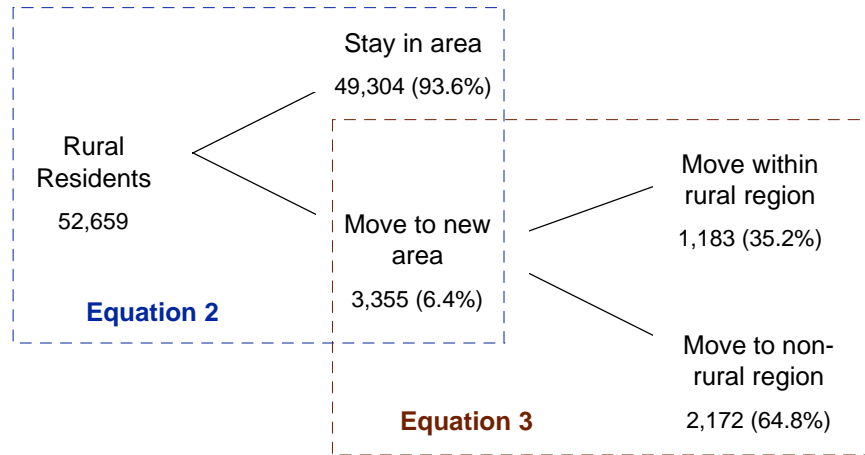 Stay in area
49,304 (93.6%)
Rural
Residents
52,659
Move to new
area
3,355 (6.4%)
Equation 2
Move within
rural region
1,183 (35.2%)
Move to non-
rural region
2,172 (64.8%)
Equation 3